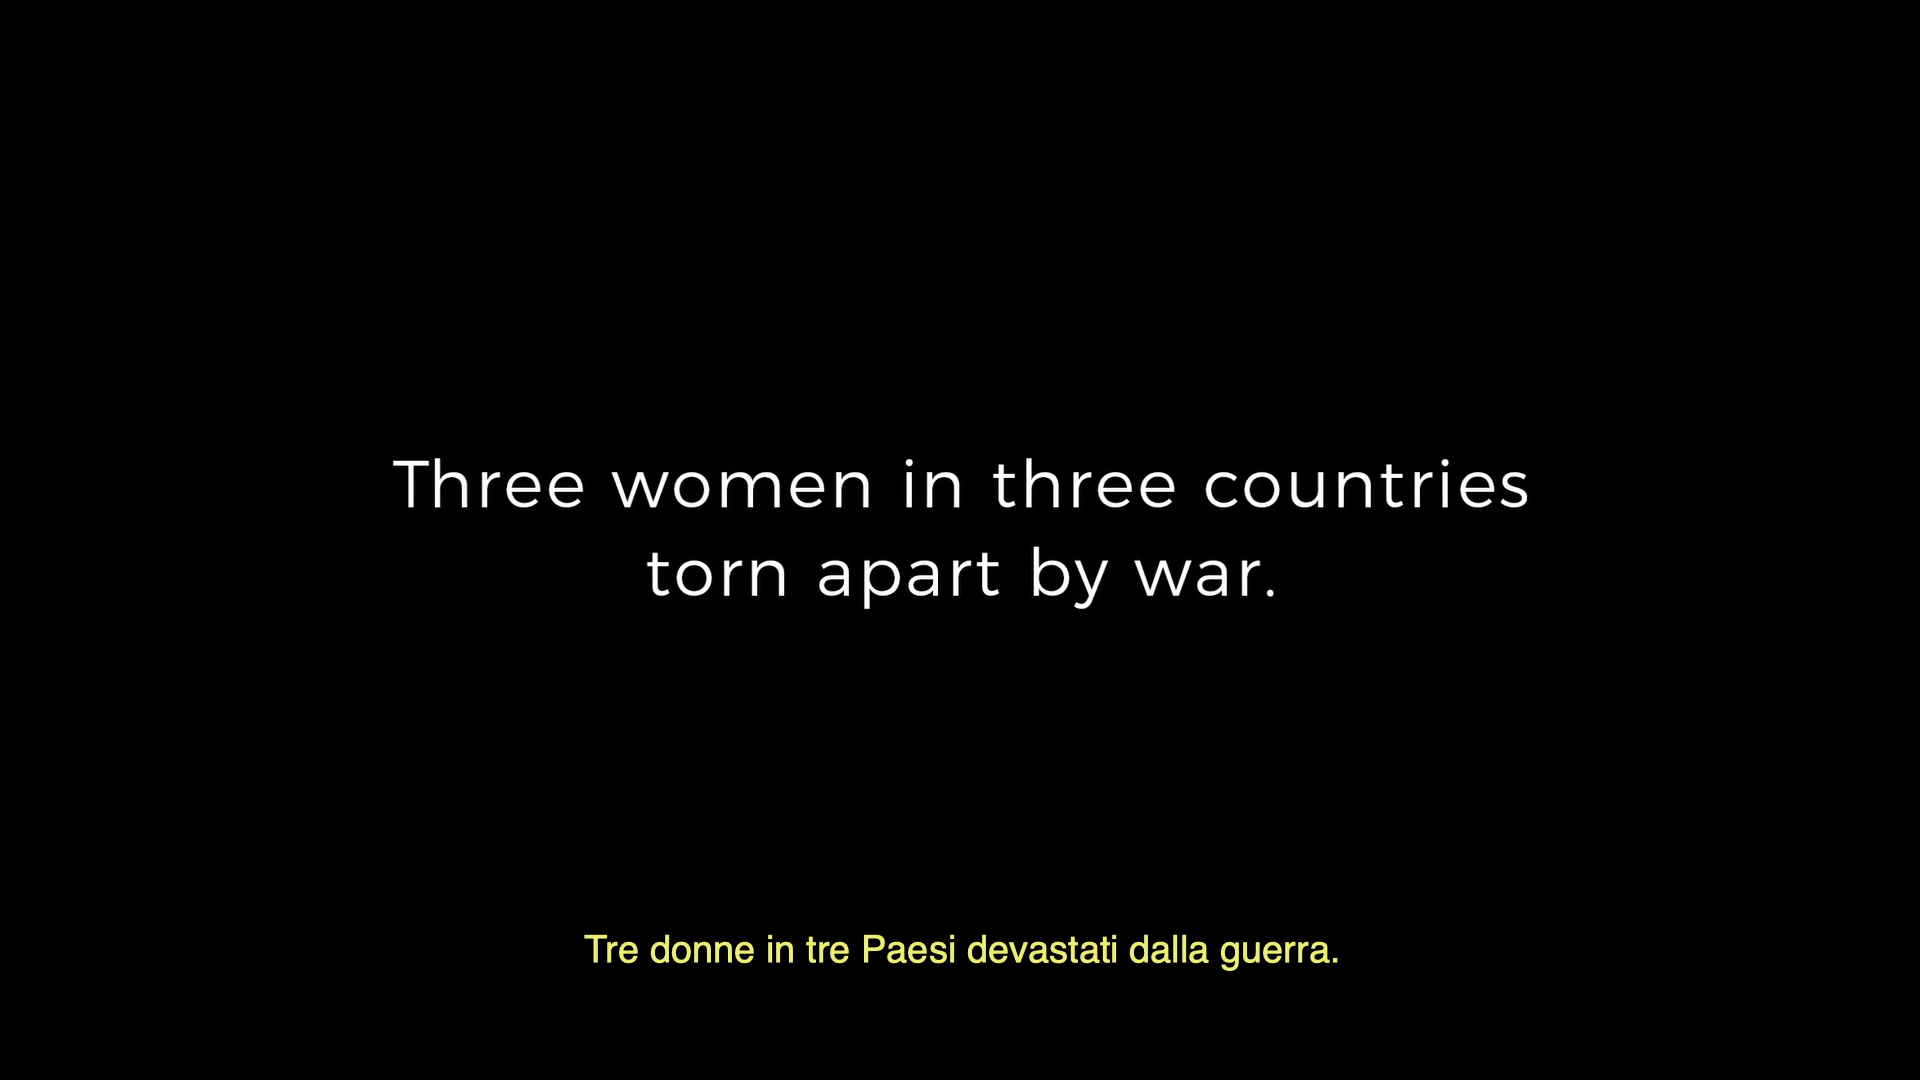 Three women in three countries
torn apart by war.
Tre donne in tre Paesi devastati dalla guerra.